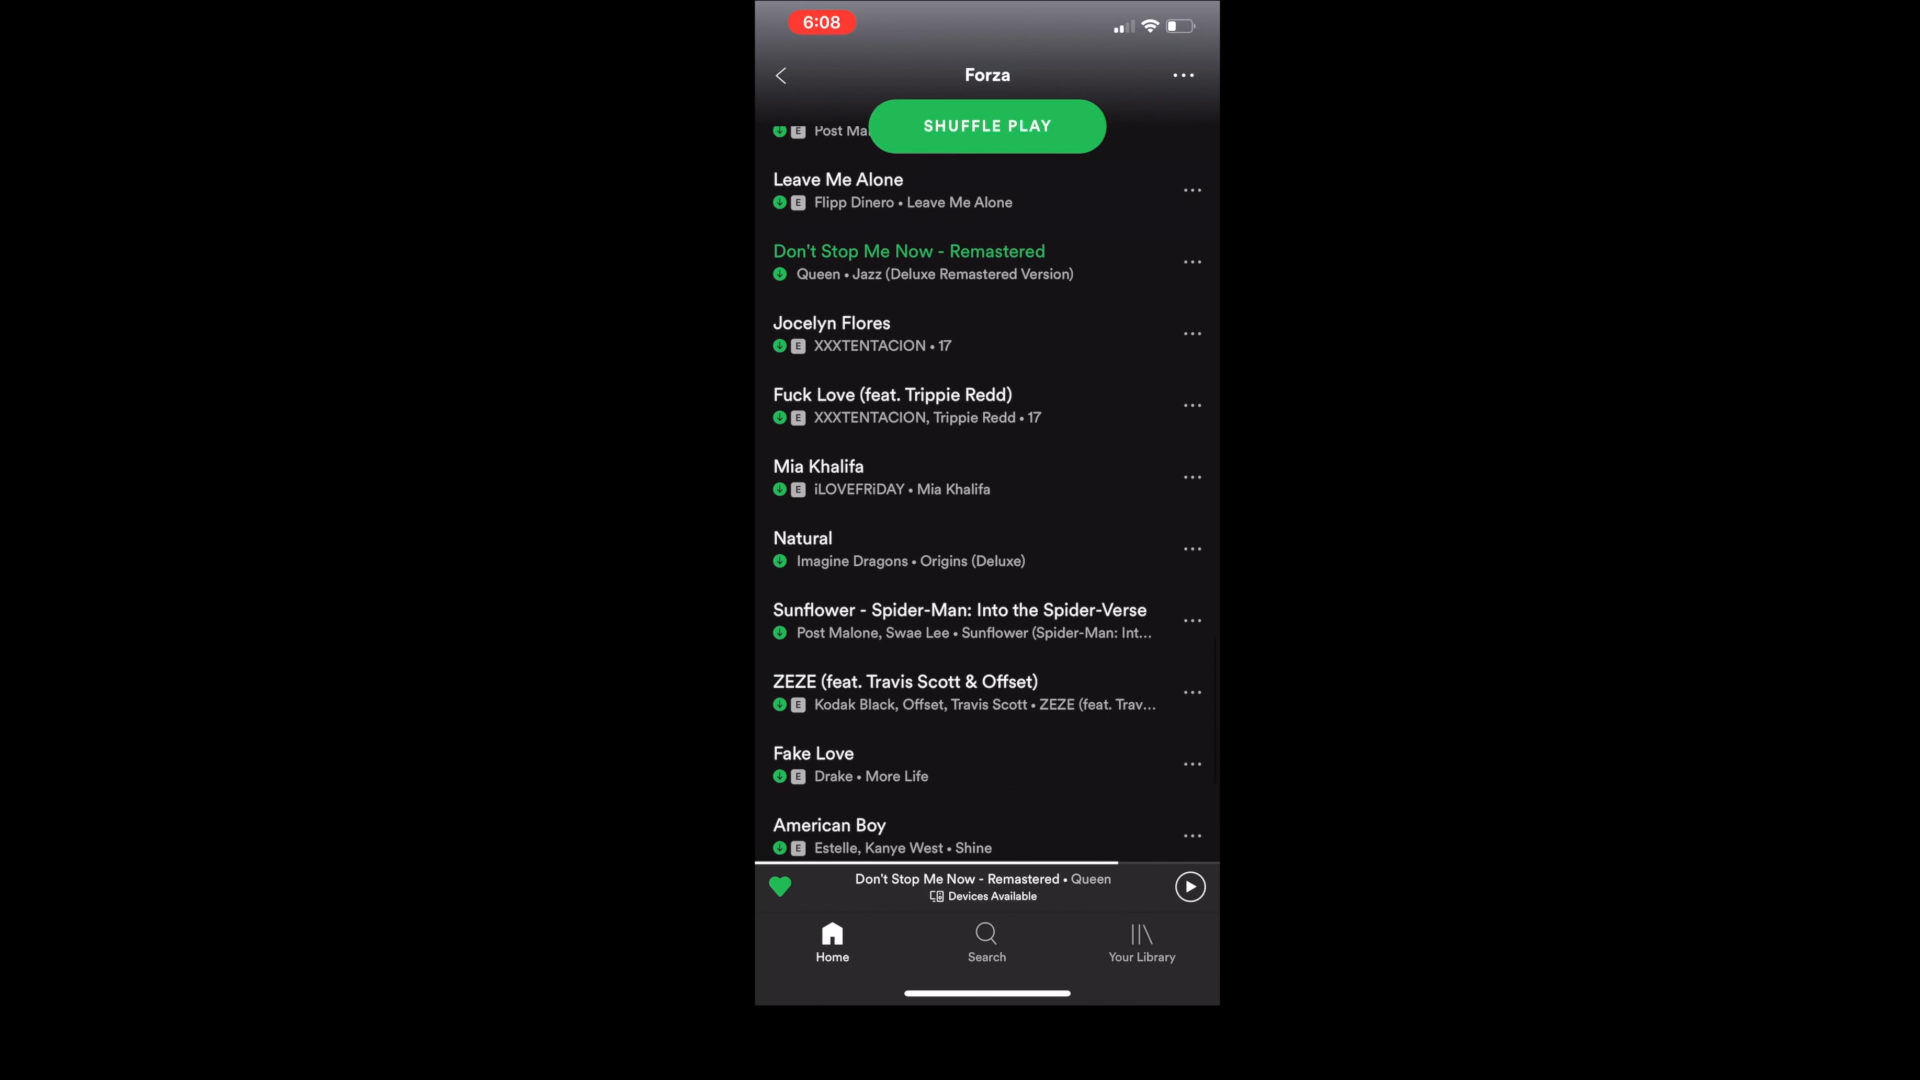 6:08
Forza
SHUFFLE PLAY
E Post Ma
Leave Me Alone
E Flipp Dinero • Leave Me Alone
Don't Stop Me Now - Remastered
Queen • Jazz (Deluxe Remastered Version)
Jocelyn Flores
E XXXTENTACION • 17
Fuck Love (feat. Trippie Redd)
E XXXTENTACION, Trippie Redd • 17
Mia Khalifa
E iLOVEFRiDAY • Mia Khalifa
Natural
Imagine Dragons • Origins (Deluxe)
Sunflower - Spider-Man: Into the Spider-Verse
Post Malone, Swae Lee • Sunflower (Spider-Man: Int...
ZEZE (feat. Travis Scott & Offset)
E Kodak Black, Offset, Travis Scott • ZEZE (feat. Trav...
Fake Love
E Drake • More Life
American Boy
E Estelle, Kanye West • Shine
Don't Stop Me Now - Remastered • Queen
Devices Available
Home Search Your Library